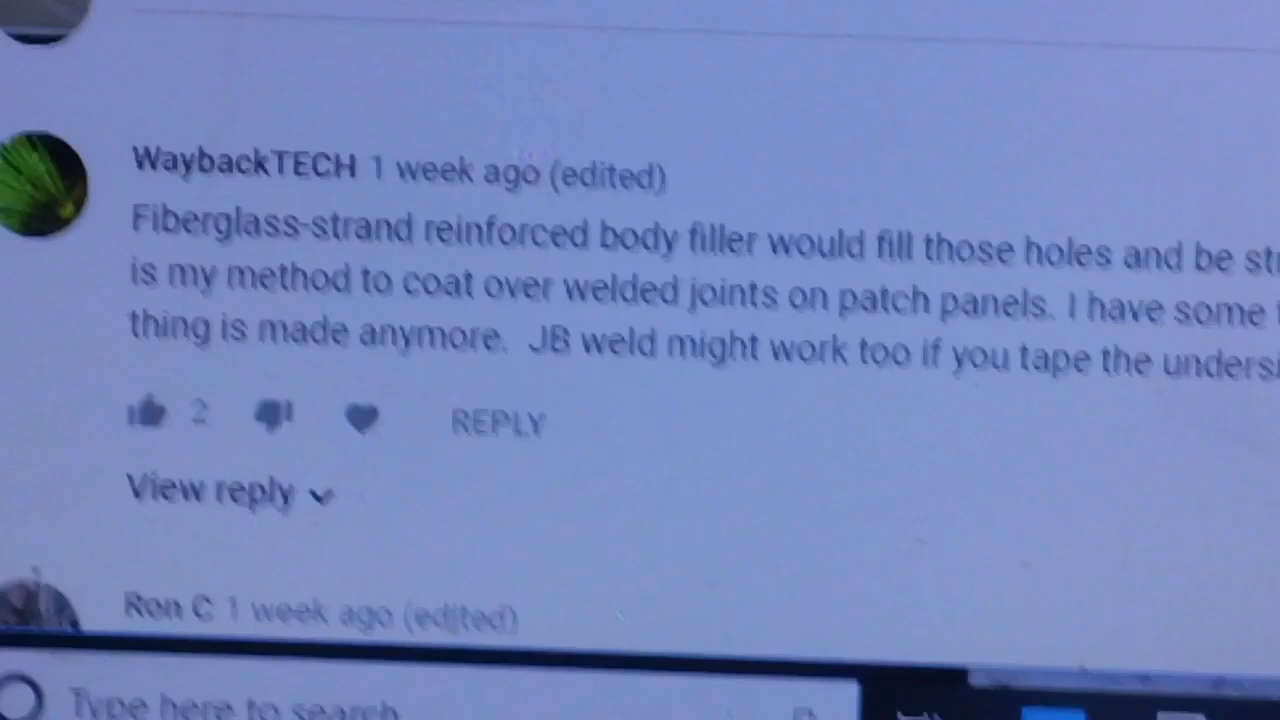 WaybackTECH 1 week ago (edited)
Fiberglass-strand reinforced body filler would fill those holes and be
is my method to coat over welded joints on patch panels. I have some
thing is made anymore. JB weld might work too if you tape the
2
REPLY
View reply
Ron C 1 week ago (edited)
Type here to search